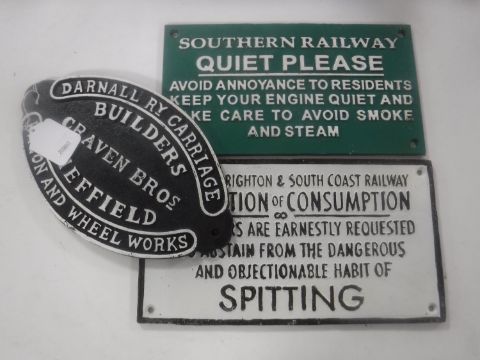 SOUTHERN RAILWAY
QUIET PLEASE
AVOID ANNOYANCE TO RESIDENTS
KEEP YOUR ENGINE QUIET AND
KE CARE TO AVOID SMOKE
AND STEAM
DARNALL RY CARRIAGE
BUILDERS
CRAVEN BROS
EFFIELD
ON AND WHEEL WORKS
RIGHTON & SOUTH COAST RAILWAY
TION OF CONSUMPTION
RS ARE EARNESTLY REQUESTED
ABSTAIN FROM THE DANGEROUS
AND OBJECTIONABLE HABIT OF
SPITTING